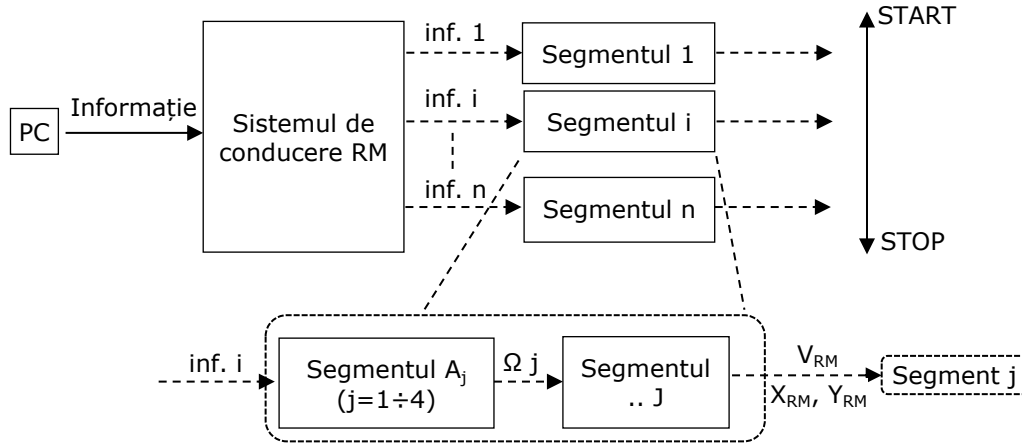 START
inf. 1
Segmentul 1
Informație
inf. i
PC
Sistemul de
conducere RM
Segmentul i
inf. n
Segmentul n
STOP
inf. i
Segmentul Aj
(j=1÷4)
Ω j
Segmentul
.. J
VRM
XRM, YRM
Segment j